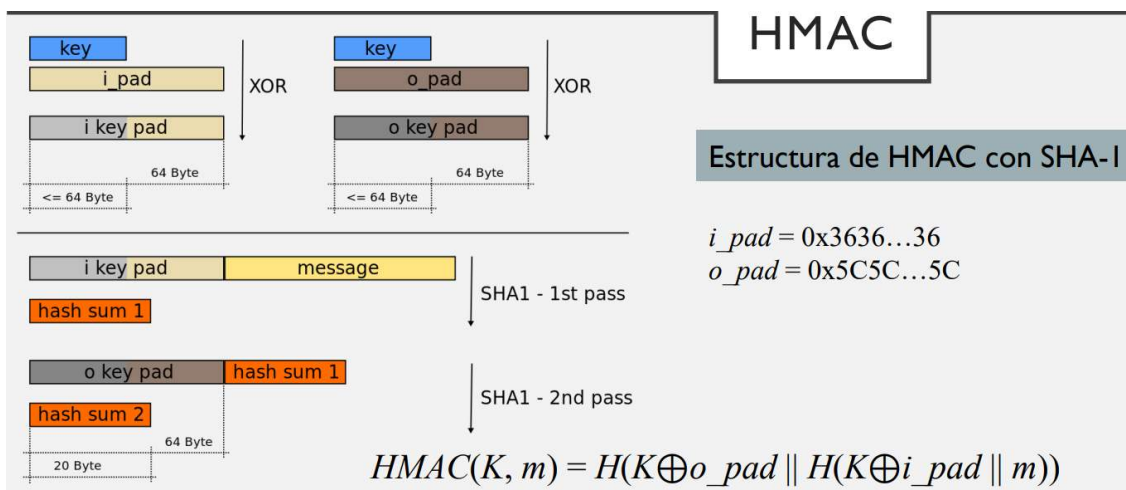 HMAC
key
i_pad
XOR
i key pad
64 Byte
<= 64 Byte
key
o_pad
XOR
o key pad
64 Byte
<= 64 Byte
Estructura de HMAC con SHA-1
i_pad = 0x3636…36
o_pad = 0x5C5C…5C
i key pad message
SHA1 - 1st pass
hash sum 1
o key pad hash sum 1
SHA1 - 2nd pass
hash sum 2
64 Byte
20 Byte
HMAC(K, m) = H(K⊕o_pad || H(K⊕i_pad || m))